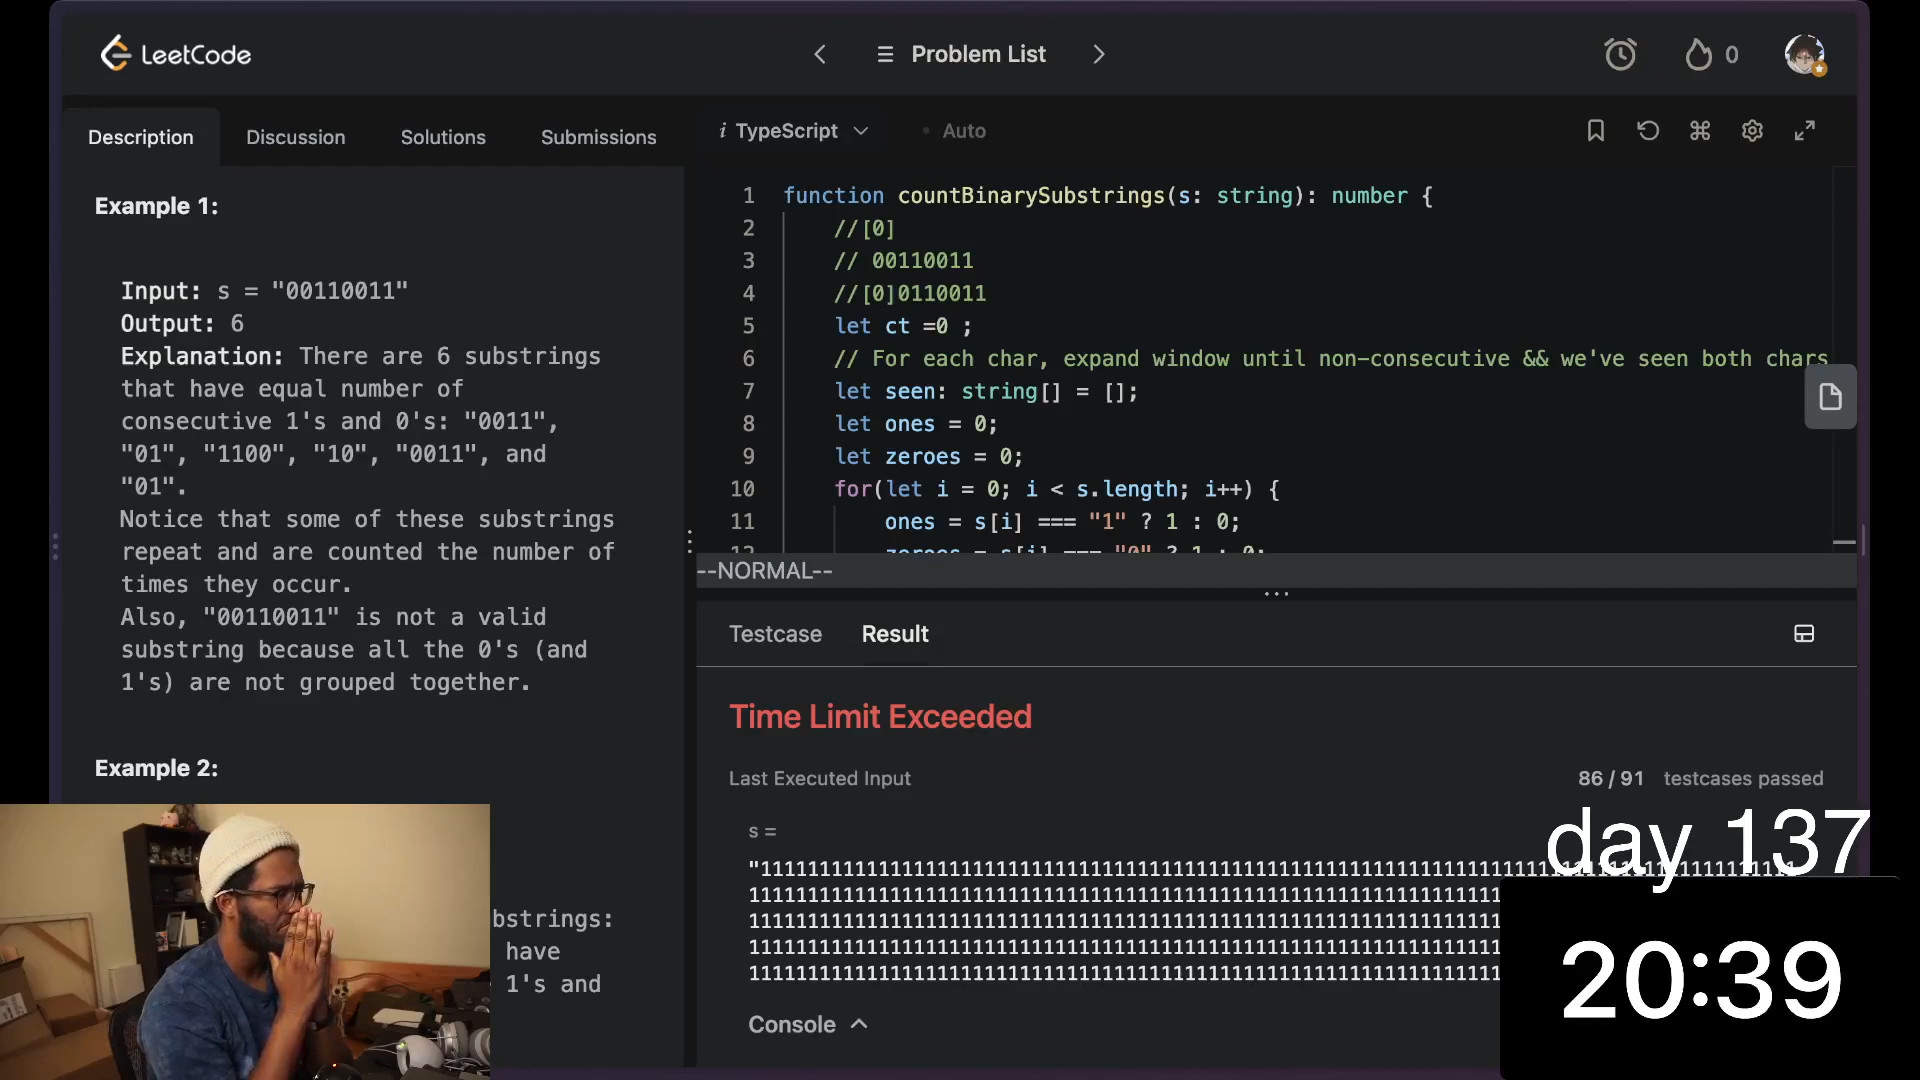 LeetCode
Problem List
0
Description
Discussion
Solutions
Submissions
Example 1:
Input: s = "00110011"
Output: 6
Explanation: There are 6 substrings
that have equal number of
consecutive 1's and 0's: "0011",
"01", "1100", "10", "0011", and
"01".
Notice that some of these substrings
repeat and are counted the number of
times they occur.
Also, "00110011" is not a valid
substring because all the 0's (and
1's) are not grouped together.
Example 2:
bstrings:
have
1's and
i TypeScript
• Auto
1 function countBinarySubstrings(s: string): number {
2 //[0]
3 // 00110011
4 //[0]0110011
5 let ct =0 ;
6 // For each char, expand window until non-consecutive && we've seen both chars
7 let seen: string[] = [];
8 let ones = 0;
9 let zeroes = 0;
10 for(let i = 0; i < s.length; i++) {
11 ones = s[i] === "1" ? 1 : 0;
12 zeroes = s[i] === "0" ? 1 : 0;
--NORMAL--
Testcase
Result
Time Limit Exceeded
Last Executed Input
86 / 91 testcases passed
s =
Console
day 137
20:39